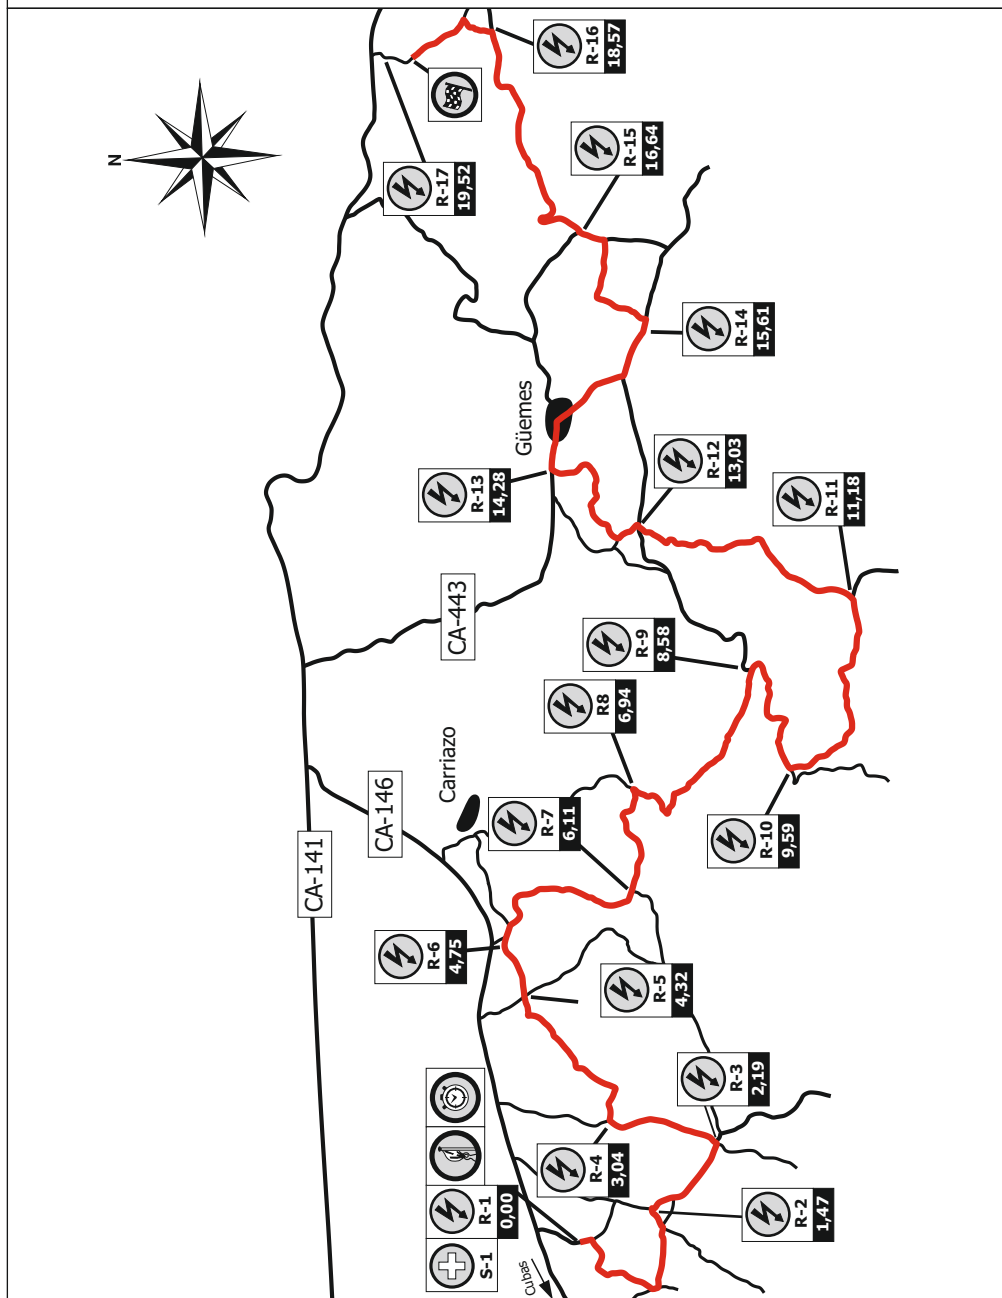 N
R-16
18,57
R-15
16,64
R-17
19,52
R-14
15,61
Güemes
R-13
14,28
R-12
13,03
R-11
11,18
CA-443
R-9
8,58
R8
6,94
Carriazo
CA-146
CA-141
R-7
6,11
R-10
9,59
R-6
4,75
R-5
4,32
R-3
2,19
R-4
3,04
R-2
1,47
R-1
0,00
S-1
Cubas